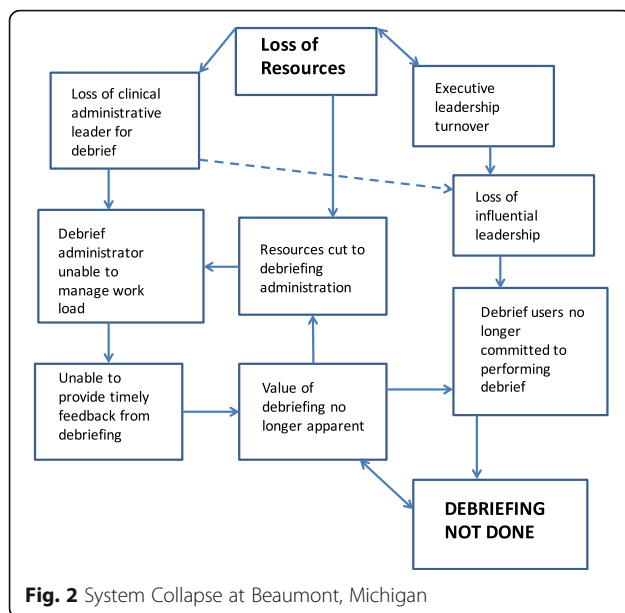 Loss of
Resources
Loss of clinical
administrative
leader for
debrief
Executive
leadership
turnover
Loss of
influential
leadership
Debrief
administrator
unable to
manage work
load
Resources cut to
debriefing
administration
Debrief users no
longer
committed to
performing
debrief
Unable to
provide timely
feedback from
debriefing
Value of
debriefing no
longer apparent
DEBRIEFING
NOT DONE
Fig. 2 System Collapse at Beaumont, Michigan